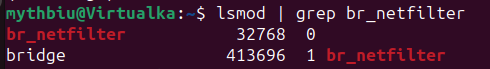 mythbiu@Virtualka:~$ lsmod | grep br_netfilter
br_netfilter 32768 0
bridge 413696 1 br_netfilter